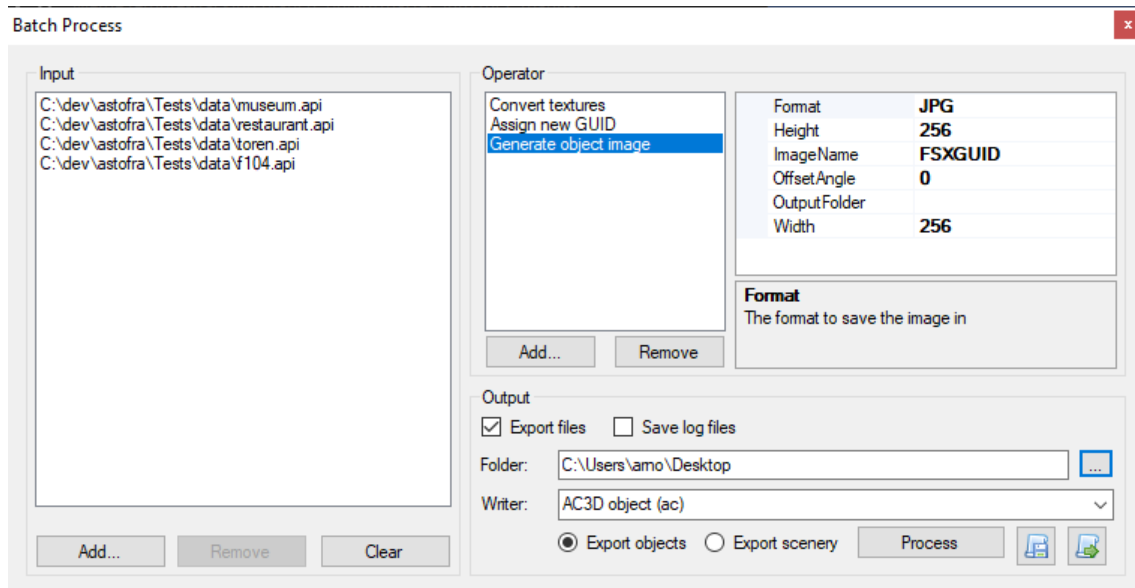 Batch Process
x
Input
C:\dev\astofra\Tests\data\museum.api
C:\dev\astofra\Tests\data\restaurant.api
C:\dev\astofra\Tests\data\toren.api
C:\dev\astofra\Tests\data\f104.api
Add...
Remove
Clear
Operator
Convert textures
Assign new GUID
Generate object image
Add...
Remove
Format JPG
Height 256
ImageName FSXGUID
OffsetAngle 0
OutputFolder
Width 256
Format
The format to save the image in
Output
Export files
Save log files
Folder: C:\Users\arno\Desktop ...
Writer: AC3D object (ac)
Export objects
Export scenery
Process